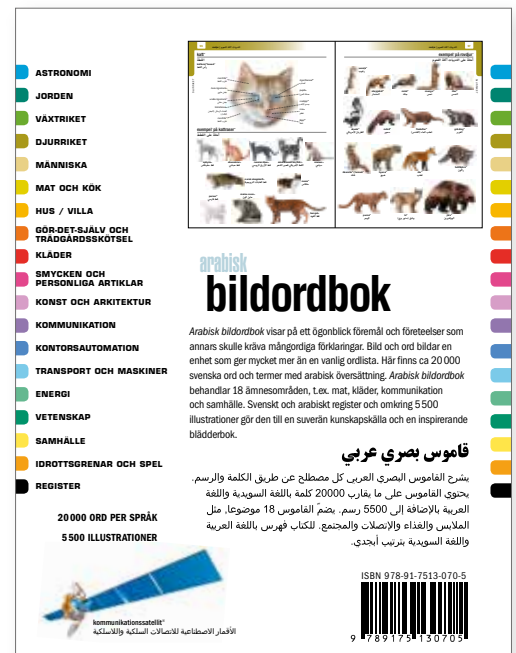 katt*
exempel på kattraser*
exempel på mårdjur*
ASTRONOMI
JORDEN
VÄXTRIKET
DJURRIKET
MÄNNISKA
MAT OCH KÖK
HUS / VILLA
GÖR-DET-SJÄLV OCH
TRÄDGÅRDSSKÖTSEL
KLÄDER
SMYCKEN OCH
PERSONLIGA ARTIKLAR
KONST OCH ARKITEKTUR
KOMMUNIKATION
KONTORSAUTOMATION
TRANSPORT OCH MASKINER
ENERGI
VETENSKAP
SAMHÄLLE
IDROTTSGRENAR OCH SPEL
REGISTER
20 000 ORD PER SPRÅK
5 500 ILLUSTRATIONER
kommunikationssatellit*
الأقمار الاصطناعية للاتصالات السلكية واللاسلكية
arabisk
bildordbok
Arabisk bildordbok visar på ett ögonblick föremål och företeelser som
annars skulle kräva mångordiga förklaringar. Bild och ord bildar en
enhet som ger mycket mer än en vanlig ordlista. Här finns ca 20 000
svenska ord och termer med arabisk översättning. Arabisk bildordbok
behandlar 18 ämnesområden, t.ex. mat, kläder, kommunikation
och samhälle. Svenskt och arabiskt register och omkring 5 500
illustrationer gör den till en suverän kunskapskälla och en inspirerande
blädderbok.
قاموس بصري عربي
يشرح القاموس البصري العربي كل مصطلح عن طريق الكلمة والرسم.
يحتوي القاموس على ما يقارب 20000 كلمة باللغة السويدية واللغة
العربية بالإضافة إلى 5500 رسم. يضمّ القاموس 18 موضوعا، مثل
الملابس والغذاء والإتصلات والمجتمع. للكتاب فهرس باللغة العربية
واللغة السويدية بترتيب أبجدي.
ISBN 978-91-7513-070-5
9 789175 130705